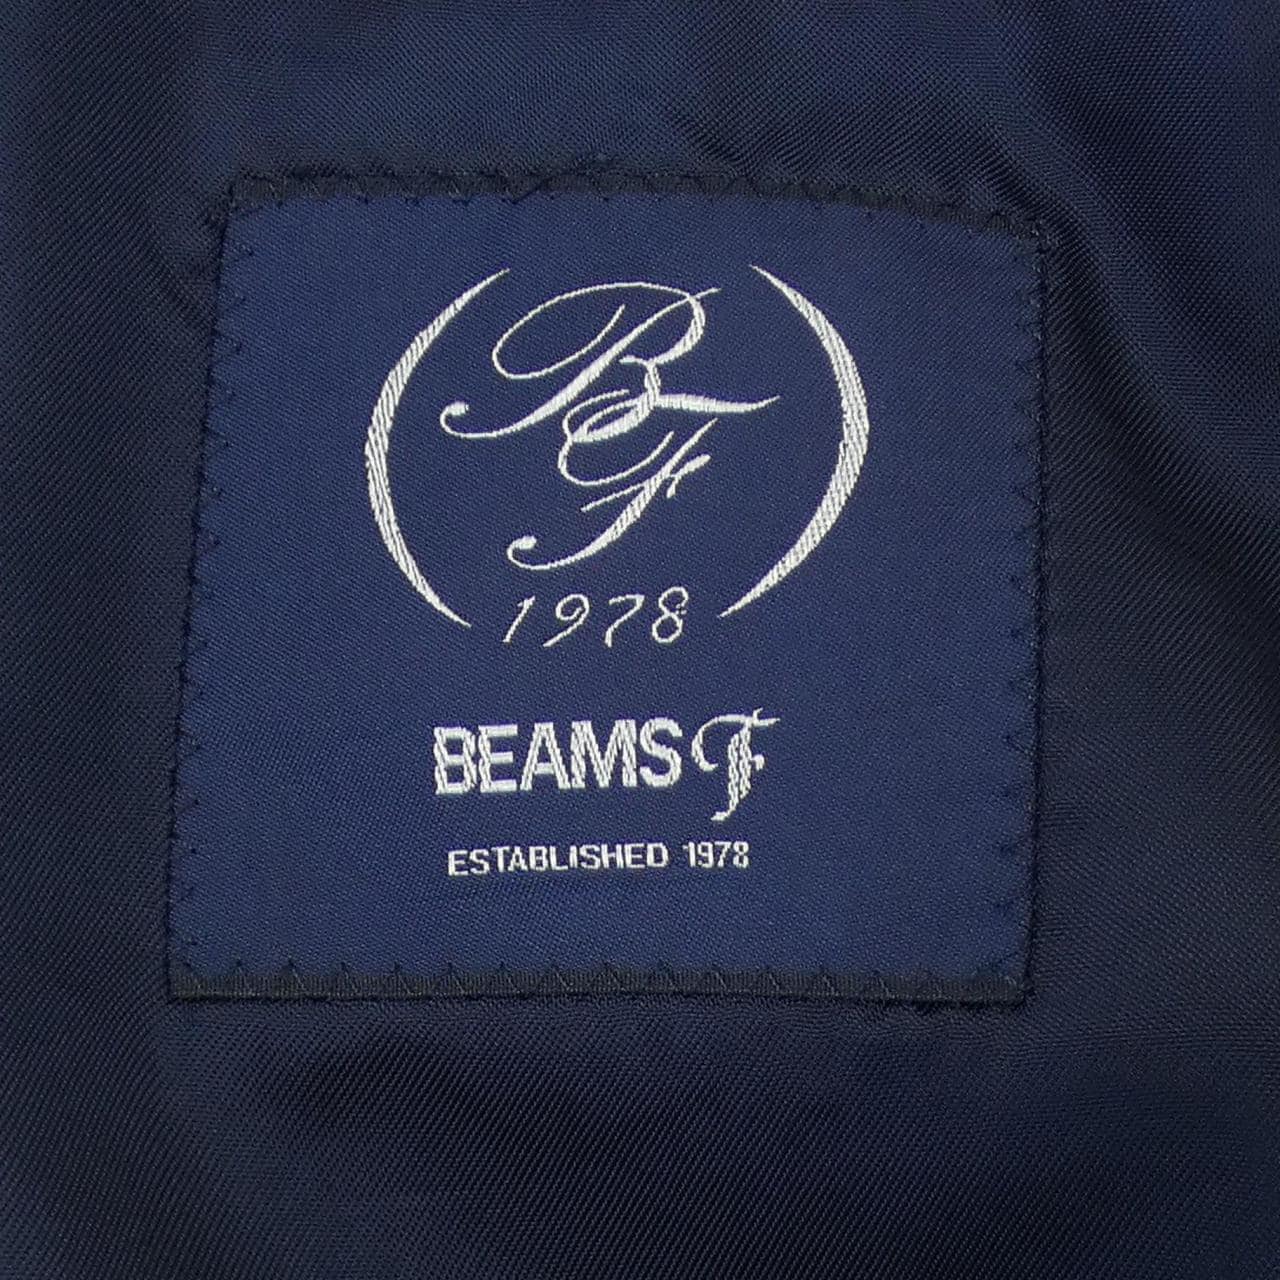 BF
1978
BEAMS F
ESTABLISHED 1978